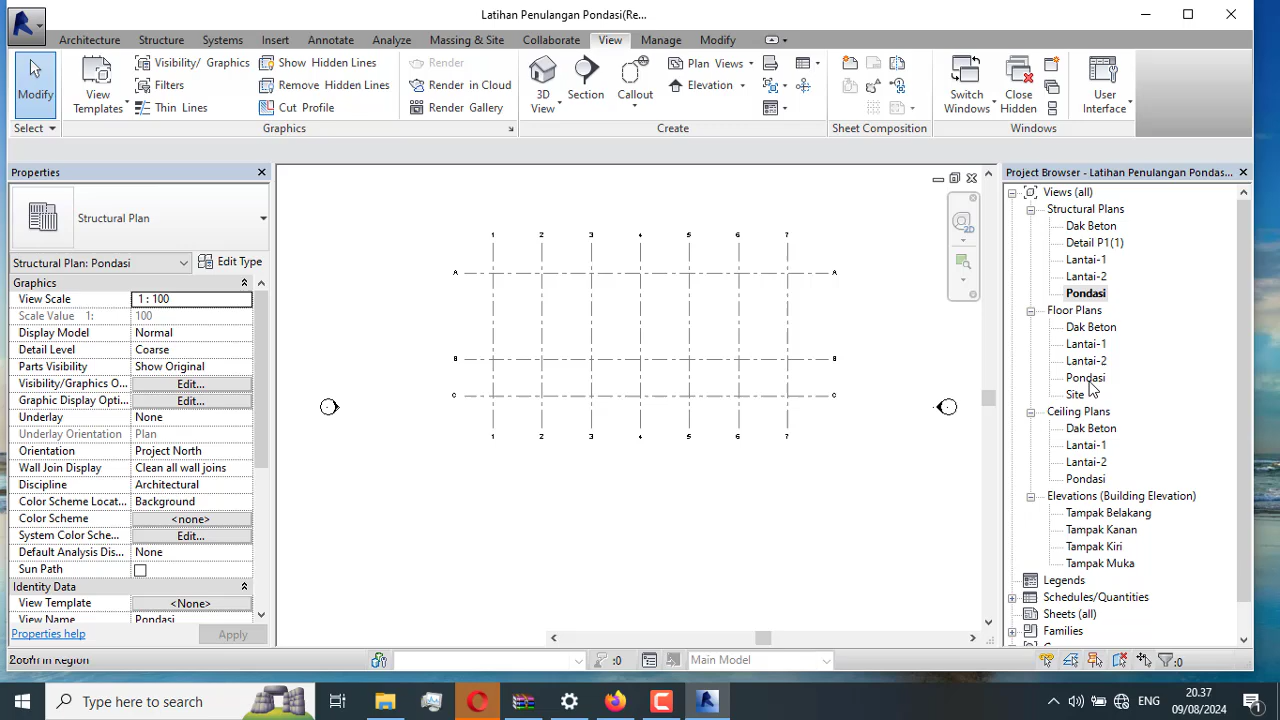 Latihan Penulangan Pondasi(Re...
Architecture Structure Systems Insert Annotate Analyze Massing & Site Collaborate View Manage Modify
Modify
Select
View Templates
Visibility/ Graphics
Filters
Thin Lines
Show Hidden Lines
Remove Hidden Lines
Cut Profile
Graphics
Render
Render in Cloud
Render Gallery
3D View
Section
Callout
Plan Views
Elevation
Create
Sheet Composition
Switch Windows
Close Hidden
User Interface
Windows
Properties
Structural Plan
Structural Plan: Pondasi Edit Type
Graphics
View Scale 1 : 100
Scale Value 1: 100
Display Model Normal
Detail Level Coarse
Parts Visibility Show Original
Visibility/Graphics O... Edit...
Graphic Display Opti... Edit...
Underlay None
Underlay Orientation Plan
Orientation Project North
Wall Join Display Clean all wall joins
Discipline Architectural
Color Scheme Locat... Background
Color Scheme <none>
System Color Sche... Edit...
Default Analysis Dis... None
Sun Path
Identity Data
View Template <None>
View Name Pondasi
Properties help Apply
1 2 3 4 5 6 7
A A
B B
C C
1 2 3 4 5 6 7
2D
Project Browser - Latihan Penulangan Pondas...
Views (all)
Structural Plans
Dak Beton
Detail P1(1)
Lantai-1
Lantai-2
Pondasi
Floor Plans
Dak Beton
Lantai-1
Lantai-2
Pondasi
Site
Ceiling Plans
Dak Beton
Lantai-1
Lantai-2
Pondasi
Elevations (Building Elevation)
Tampak Belakang
Tampak Kanan
Tampak Kiri
Tampak Muka
Legends
Schedules/Quantities
Sheets (all)
Families
Zoom in Region :0 Main Model :0
Type here to search
ENG
20.37
09/08/2024
1